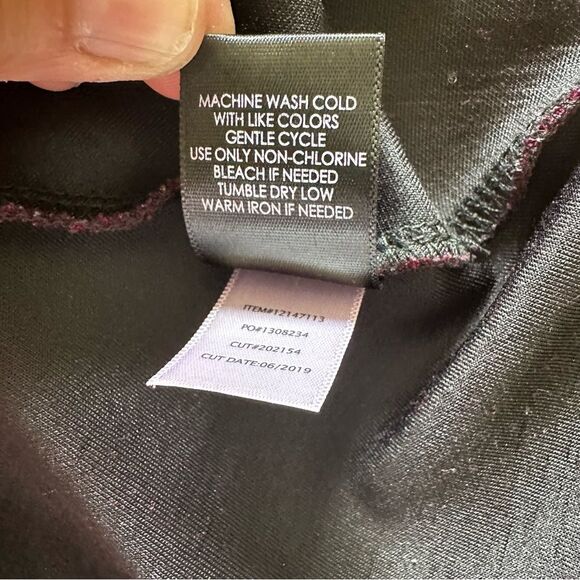 MACHINE WASH COLD
WITH LIKE COLORS
GENTLE CYCLE
USE ONLY NON-CHLORINE
BLEACH IF NEEDED
TUMBLE DRY LOW
WARM IRON IF NEEDED
ITEM#12147113
PO#1308234
CUT#202154
CUT DATE:06/2019